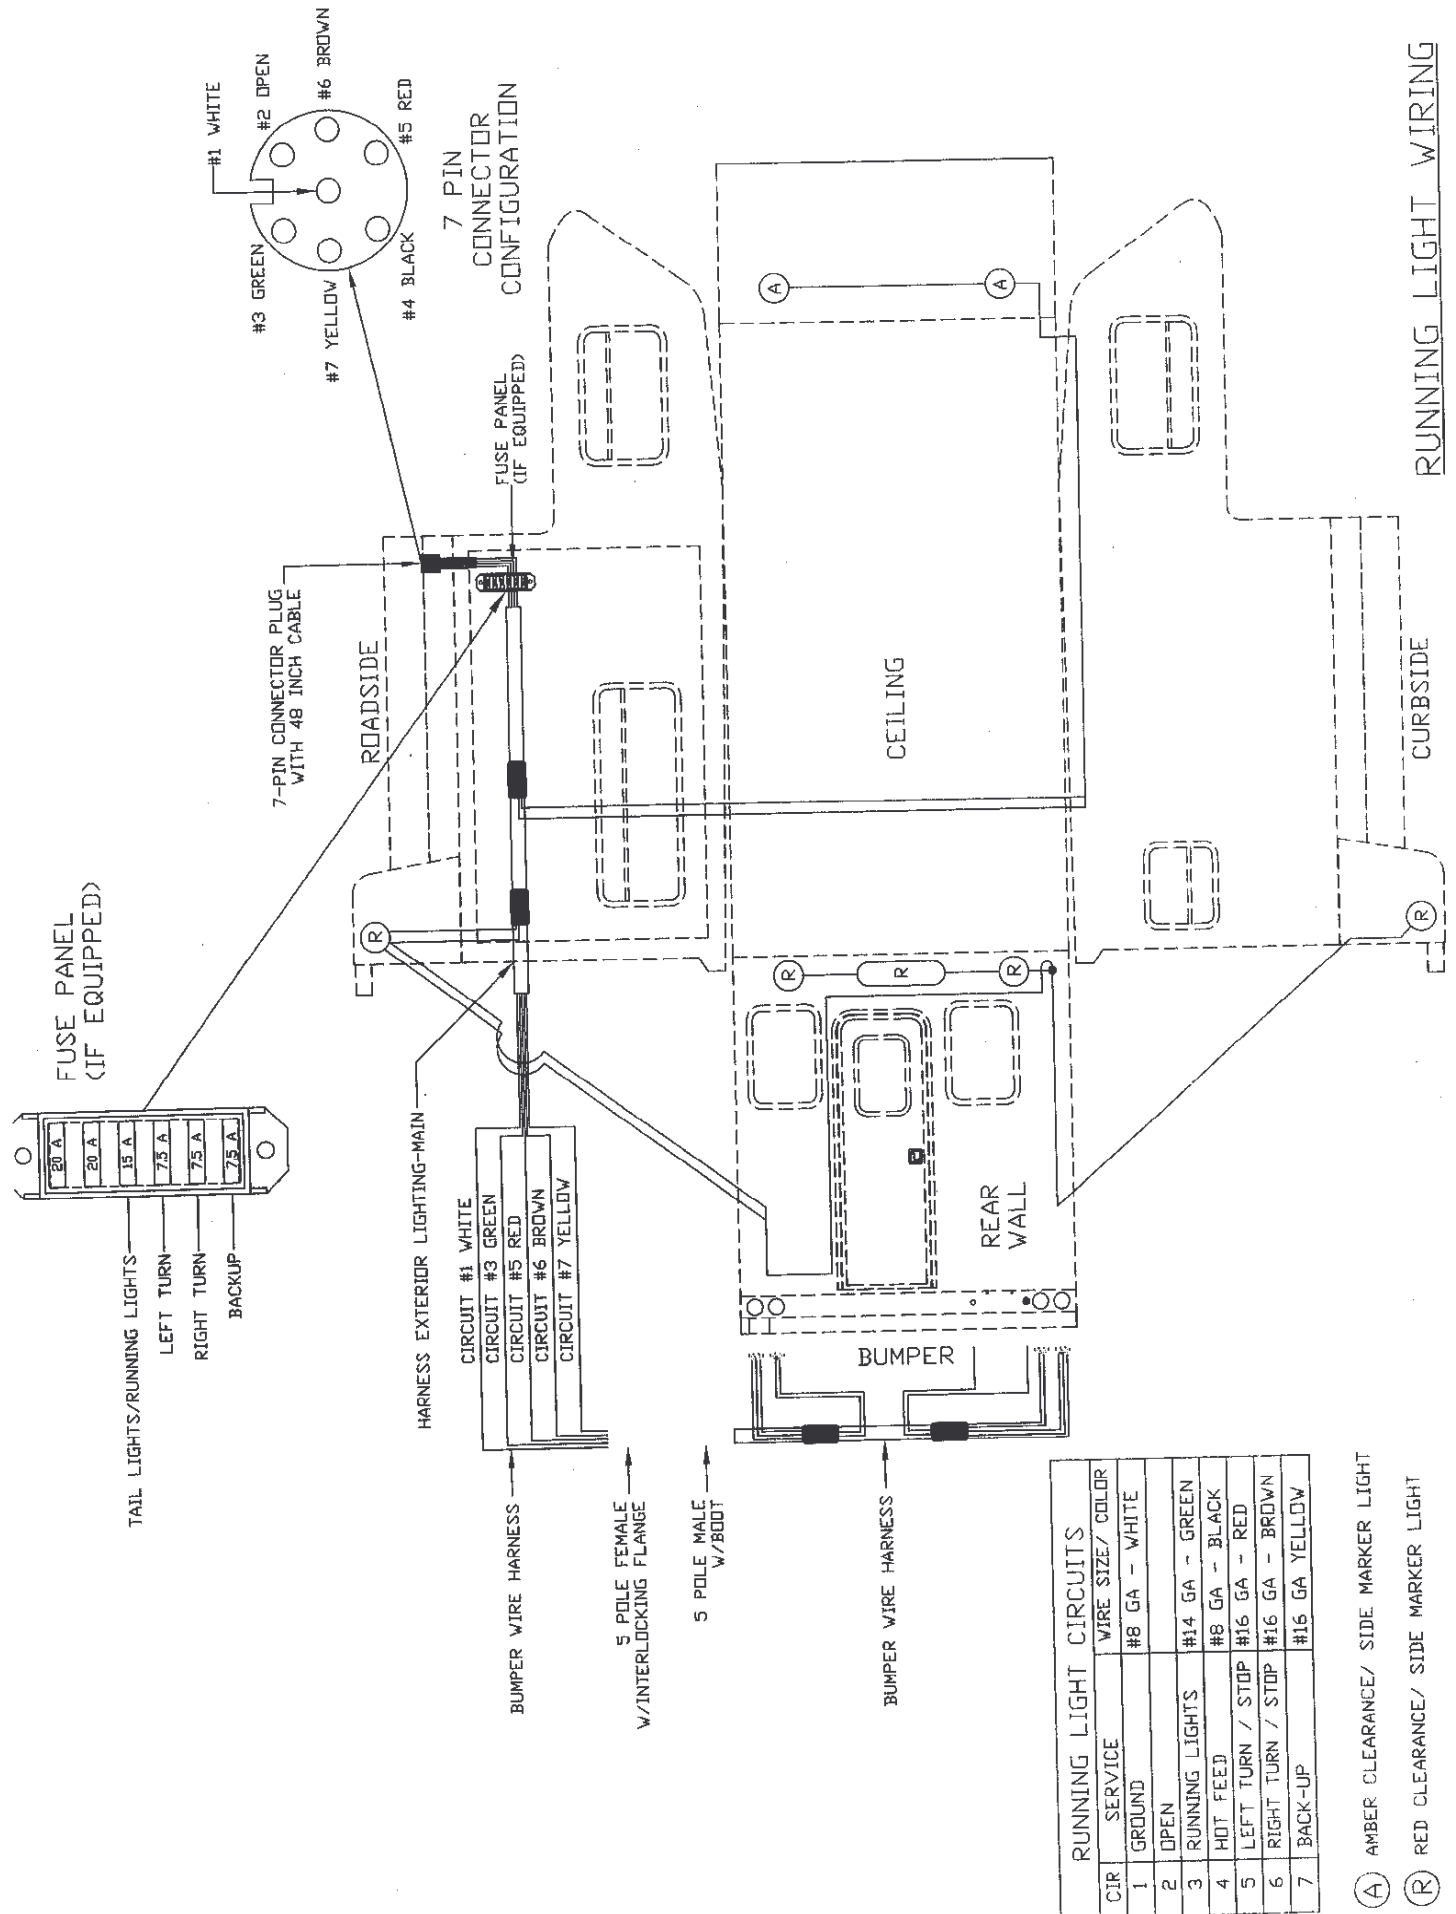 FUSE PANEL
(IF EQUIPPED)
20 A
20 A
15 A
7.5 A
7.5 A
7.5 A
TAIL LIGHTS/RUNNING LIGHTS
LEFT TURN
RIGHT TURN
BACKUP
#1 WHITE
#2 OPEN
#6 BROWN
#5 RED
#3 GREEN
#7 YELLOW
#4 BLACK
7 PIN
CONNECTOR
CONFIGURATION
7-PIN CONNECTOR PLUG
WITH 48 INCH CABLE
FUSE PANEL
(IF EQUIPPED)
ROADSIDE
HARNESS EXTERIOR LIGHTING-MAIN
CIRCUIT #1 WHITE
CIRCUIT #3 GREEN
CIRCUIT #5 RED
CIRCUIT #6 BROWN
CIRCUIT #7 YELLOW
BUMPER WIRE HARNESS
5 POLE FEMALE
W/INTERLOCKING FLANGE
5 POLE MALE
W/BOOT
BUMPER WIRE HARNESS
BUMPER
REAR
WALL
CEILING
CURBSIDE
R
R
R
R
R
A
A
RUNNING LIGHT CIRCUITS
CIR SERVICE WIRE SIZE/ COLOR
1 GROUND #8 GA - WHITE
2 OPEN
3 RUNNING LIGHTS #14 GA - GREEN
4 HOT FEED #8 GA - BLACK
5 LEFT TURN / STOP #16 GA - RED
6 RIGHT TURN / STOP #16 GA - BROWN
7 BACK-UP #16 GA YELLOW
A AMBER CLEARANCE/ SIDE MARKER LIGHT
R RED CLEARANCE/ SIDE MARKER LIGHT
RUNNING LIGHT WIRING